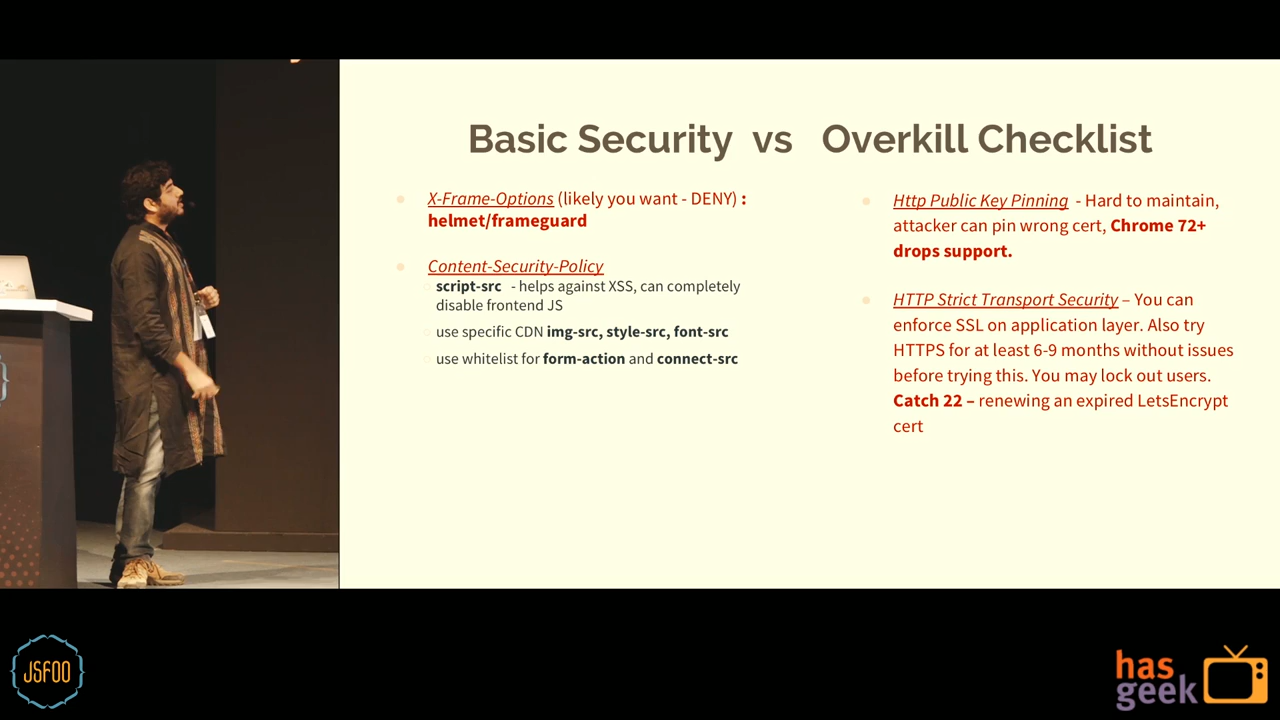 Basic Security vs Overkill Checklist
X-Frame-Options (likely you want - DENY) :
helmet/frameguard
Content-Security-Policy
script-src - helps against XSS, can completely
disable frontend JS
use specific CDN img-src, style-src, font-src
use whitelist for form-action and connect-src
Http Public Key Pinning - Hard to maintain,
attacker can pin wrong cert, Chrome 72+
drops support.
HTTP Strict Transport Security – You can
enforce SSL on application layer. Also try
HTTPS for at least 6-9 months without issues
before trying this. You may lock out users.
Catch 22 – renewing an expired LetsEncrypt
cert
JSFOO
has
geek